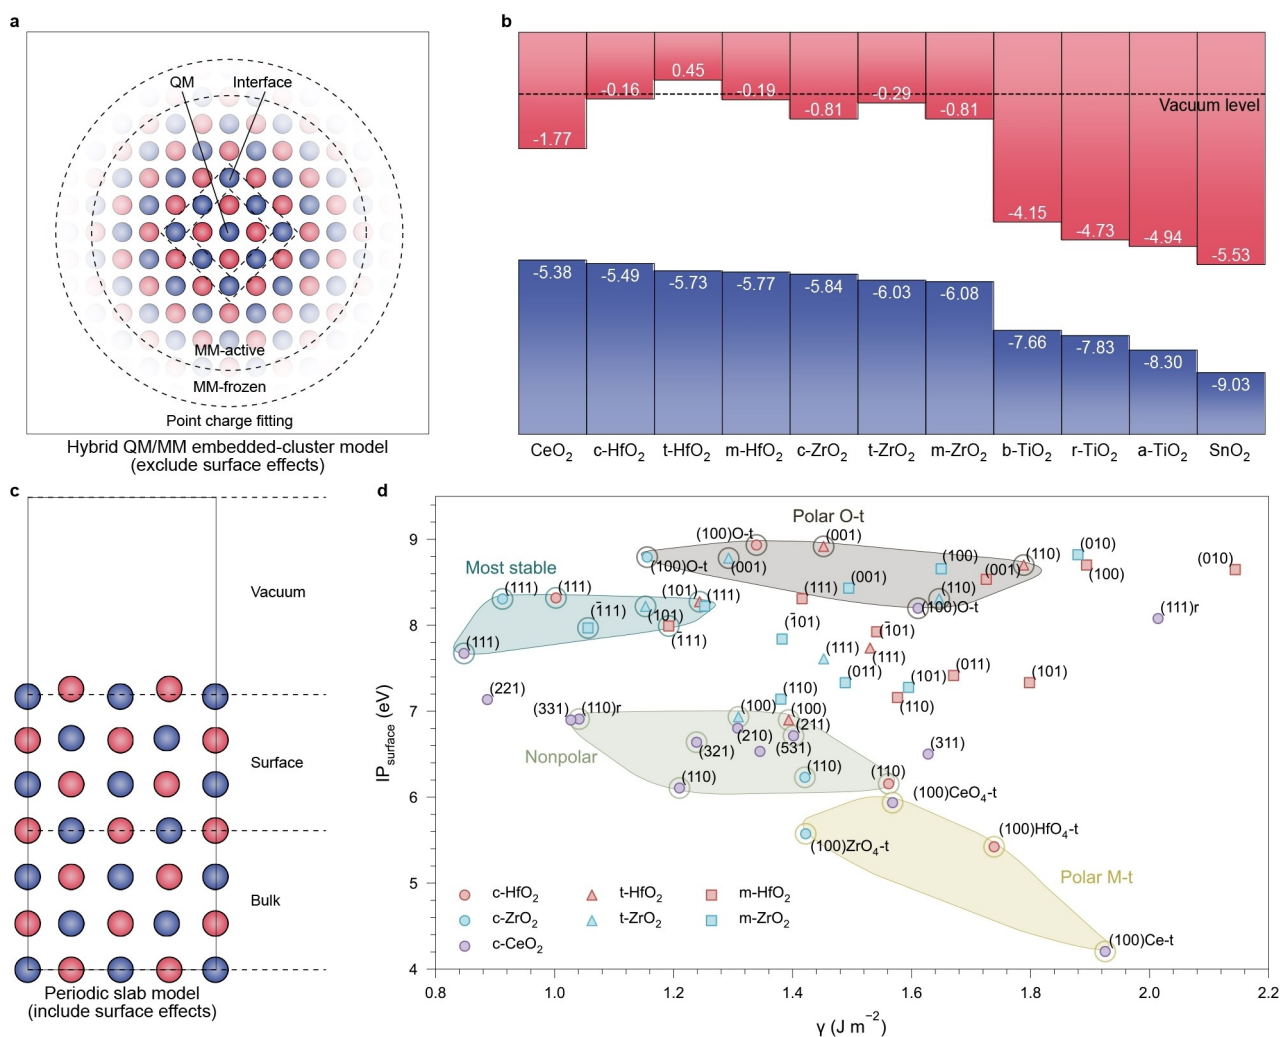 a
QM
Interface
MM-active
MM-frozen
Point charge fitting
Hybrid QM/MM embedded-cluster model
(exclude surface effects)
b
0.45
-0.16
-0.19
-0.29
Vacuum level
-0.81
-0.81
-1.77
-4.15
-4.73
-4.94
-5.53
-5.38
-5.49
-5.73
-5.77
-5.84
-6.03
-6.08
-7.66
-7.83
-8.30
-9.03
CeO₂ c-HfO₂ t-HfO₂ m-HfO₂ c-ZrO₂ t-ZrO₂ m-ZrO₂ b-TiO₂ r-TiO₂ a-TiO₂ SnO₂
c
Vacuum
Surface
Bulk
Periodic slab model
(include surface effects)
d
IP surface (eV)
9
8
7
6
5
4
Polar O-t
(100)O-t
(001)
(110)
(010)
(100)O-t
(001)
(100)
(001)
(100)
(010)
Most stable
(111)
(111)
(101)
(111)
(111)
(001)
(110)
(100)O-t
(111)r
(1̄11)
(101)
(1̄11)
(1̄01)
(1̄01)
(111)
(111)
(111)
(221)
(011)
(101)
(011)
(101)
(110)
(110)
(331)
(110)r
(100)
(100)
(211)
(210)
(321)
(531)
(311)
Nonpolar
(110)
(110)
(110)
(100)CeO₄-t
(100)ZrO₄-t
(100)HfO₄-t
Polar M-t
(100)Ce-t
c-HfO₂ t-HfO₂ m-HfO₂
c-ZrO₂ t-ZrO₂ m-ZrO₂
c-CeO₂
0.8 1.0 1.2 1.4 1.6 1.8 2.0 2.2
γ (J m⁻²)